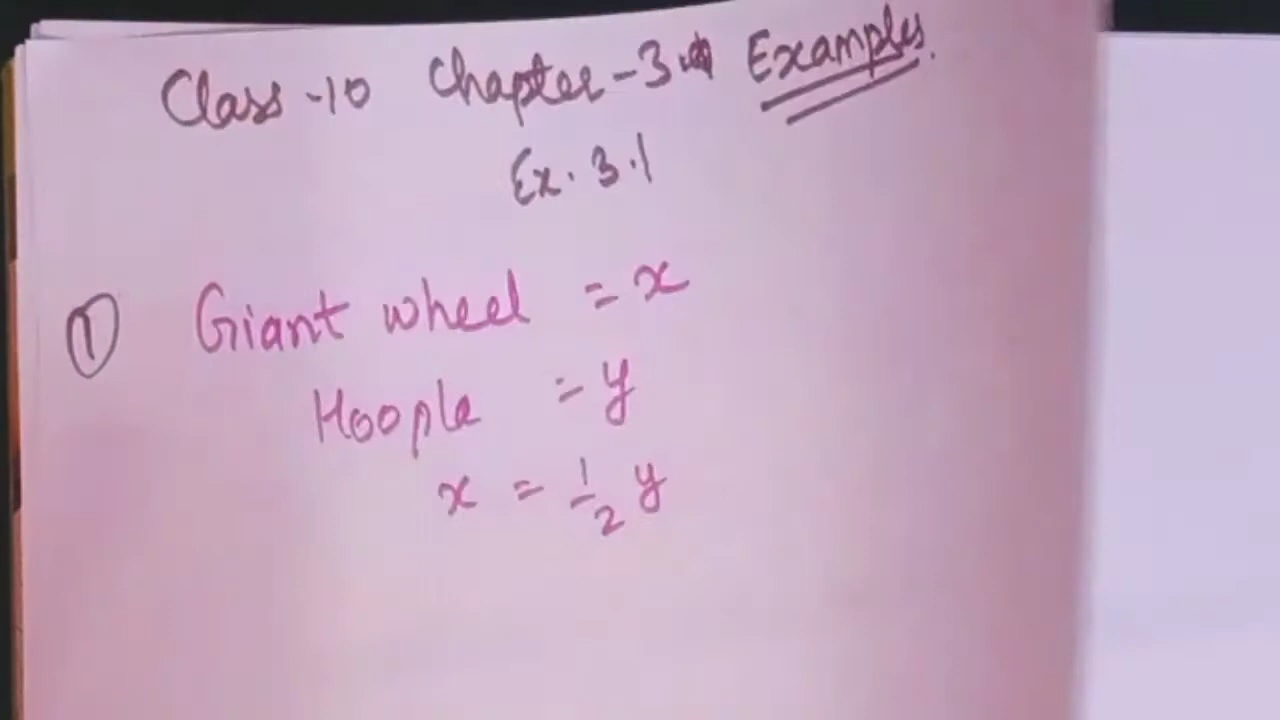 Class-10 Chapter-3 Examples.
Ex. 3.1
① Giant wheel = x
Hoopla = y
x = 1/2 y